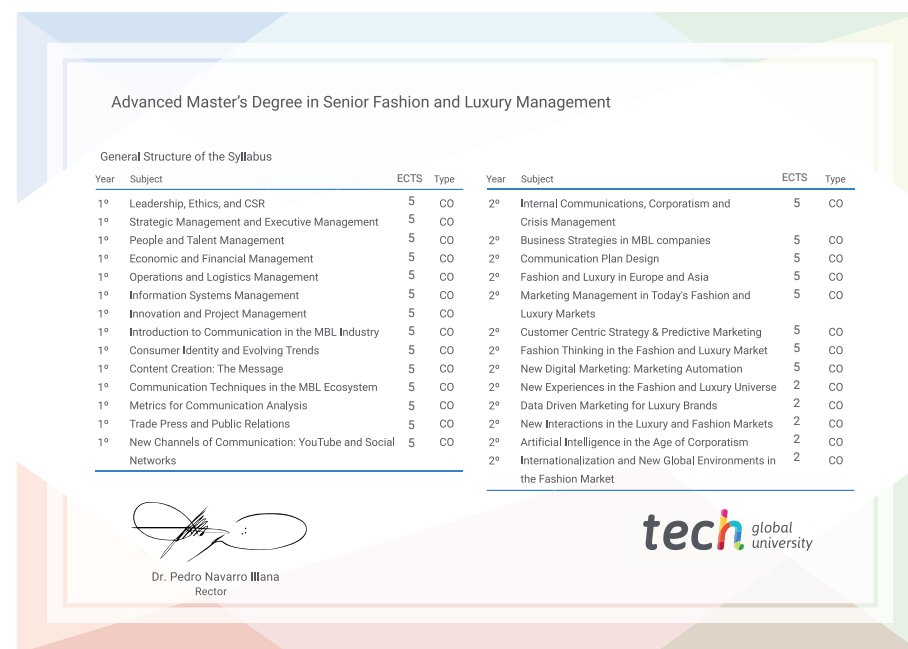 Advanced Master's Degree in Senior Fashion and Luxury Management
General Structure of the Syllabus
Year Subject ECTS Type
1º Leadership, Ethics, and CSR 5 CO
1º Strategic Management and Executive Management 5 CO
1º People and Talent Management 5 CO
1º Economic and Financial Management 5 CO
1º Operations and Logistics Management 5 CO
1º Information Systems Management 5 CO
1º Innovation and Project Management 5 CO
1º Introduction to Communication in the MBL Industry 5 CO
1º Consumer Identity and Evolving Trends 5 CO
1º Content Creation: The Message 5 CO
1º Communication Techniques in the MBL Ecosystem 5 CO
1º Metrics for Communication Analysis 5 CO
1º Trade Press and Public Relations 5 CO
1º New Channels of Communication: YouTube and Social 5 CO
Networks
Year Subject ECTS Type
2º Internal Communications, Corporatism and 5 CO
Crisis Management
2º Business Strategies in MBL companies 5 CO
2º Communication Plan Design 5 CO
2º Fashion and Luxury in Europe and Asia 5 CO
2º Marketing Management in Today's Fashion and 5 CO
Luxury Markets
2º Customer Centric Strategy & Predictive Marketing 5 CO
2º Fashion Thinking in the Fashion and Luxury Market 5 CO
2º New Digital Marketing: Marketing Automation 5 CO
2º New Experiences in the Fashion and Luxury Universe 2 CO
2º Data Driven Marketing for Luxury Brands 2 CO
2º New Interactions in the Luxury and Fashion Markets 2 CO
2º Artificial Intelligence in the Age of Corporatism 2 CO
2º Internationalization and New Global Environments in 2 CO
the Fashion Market
Dr. Pedro Navarro Illana
Rector
tech global
university